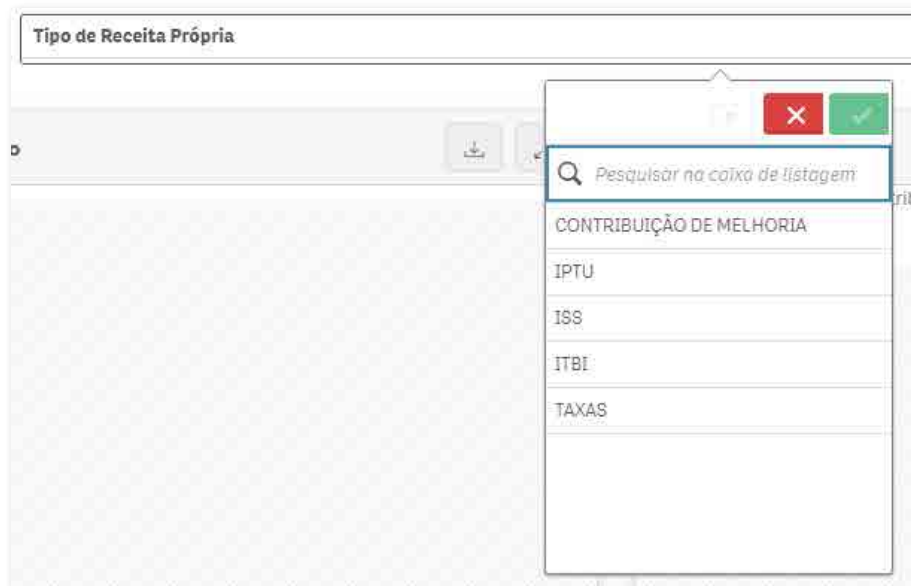 Tipo de Receita Própria
o
Pesquisar na caixa de listagem
CONTRIBUIÇÃO DE MELHORIA
IPTU
ISS
ITBI
TAXAS